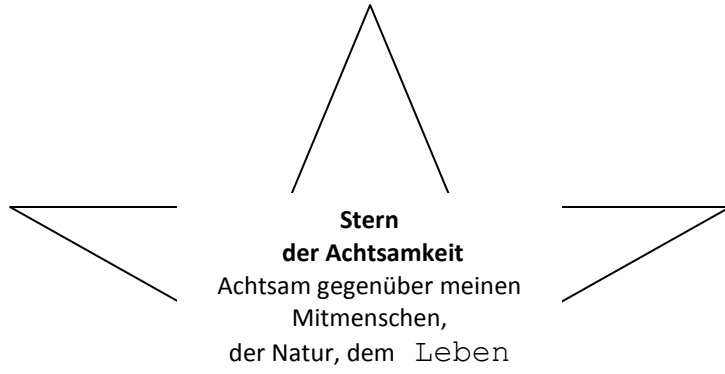 Stern
der Achtsamkeit
Achtsam gegenüber meinen
Mitmenschen,
der Natur, dem Leben